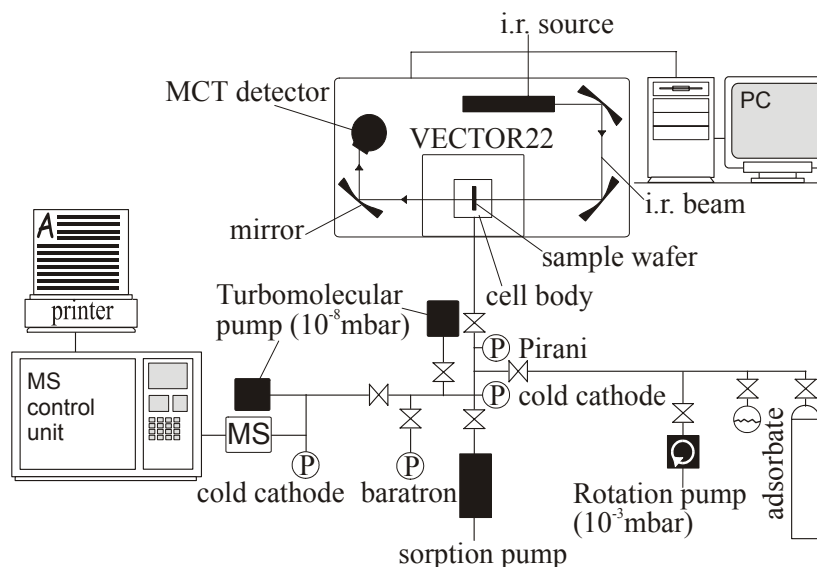 i.r. source
MCT detector
PC
VECTOR22
i.r. beam
mirror
sample wafer
cell body
A
printer
Turbomolecular
pump (10⁻⁸mbar)
P
Pirani
MS
control
unit
MS
P
cold cathode
P
cold cathode
P
baratron
Rotation pump
(10⁻³mbar)
adsorbate
sorption pump